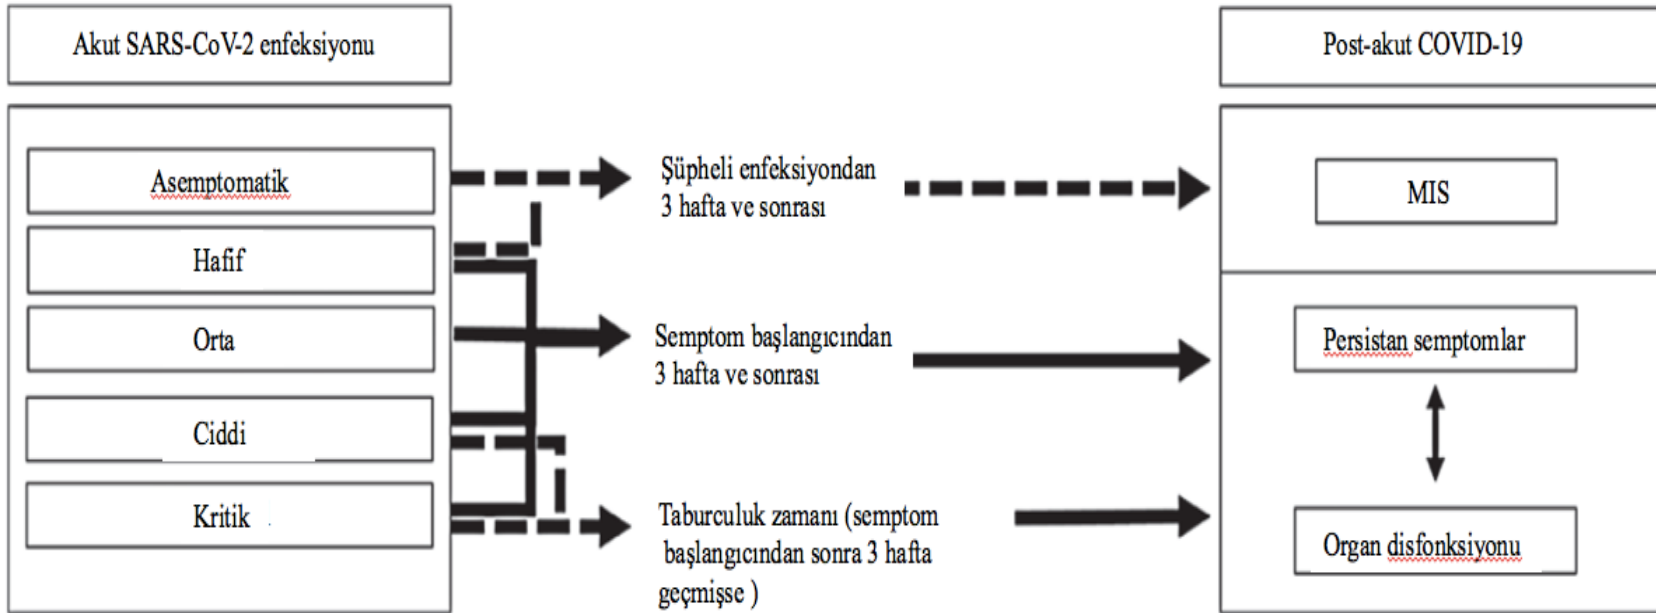 Akut SARS-CoV-2 enfeksiyonu
Asemptomatik
Hafif
Orta
Ciddi
Kritik
Şüpheli enfeksiyondan
3 hafta ve sonrası
Semptom başlangıcından
3 hafta ve sonrası
Taburculuk zamanı (semptom
başlangıcından sonra 3 hafta
geçmişse )
Post-akut COVID-19
MIS
Persistan semptomlar
Organ disfonksiyonu